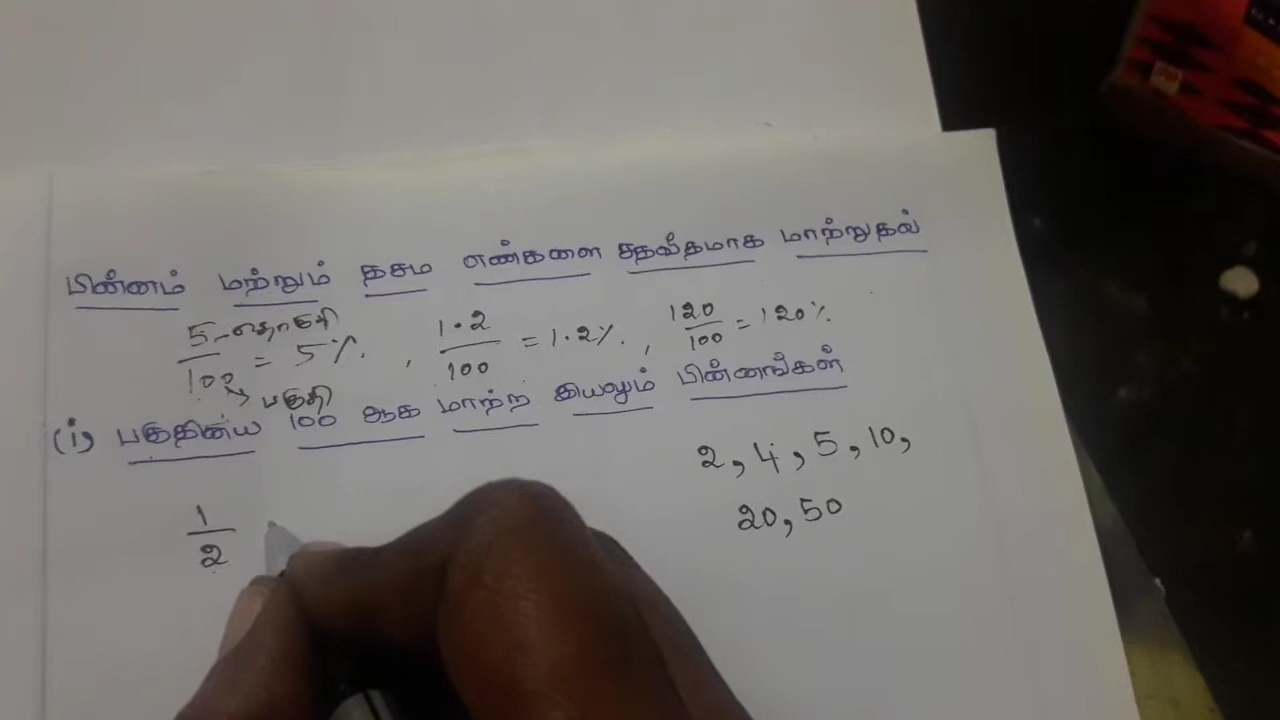 பின்னம் மற்றும் தசம எண்களை சதவீதமாக மாற்றுதல்
5 → தொகுதி
100 → பகுதி = 5%, 1.2/100 = 1.2%, 120/100 = 120%
(i) பகுதியை 100 ஆக மாற்ற இயலும் பின்னங்கள்
2, 4, 5, 10,
20, 50
1/2